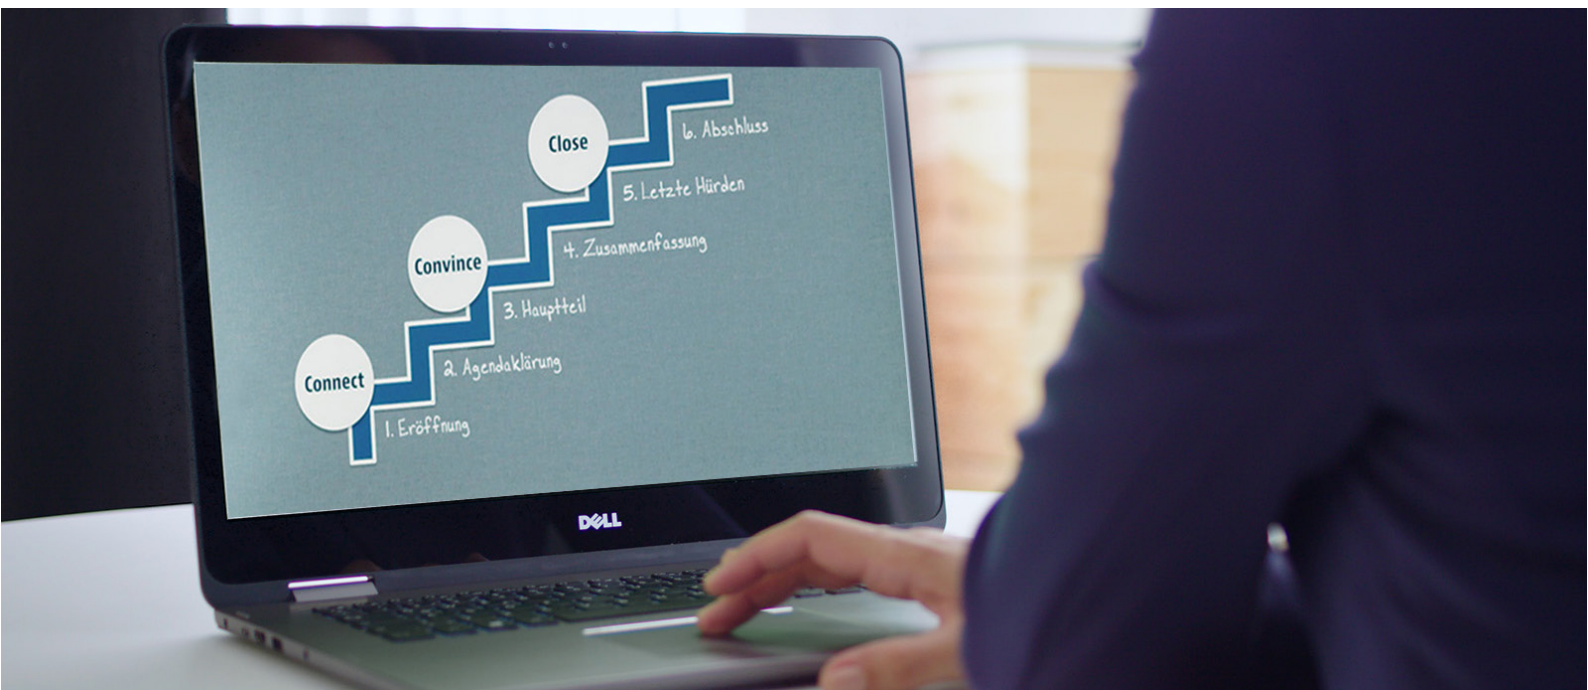 6. Abschluss
Close
5. Letzte Hürden
4. Zusammenfassung
Convince
3. Hauptteil
2. Agendaklärung
Connect
1. Eröffnung
DELL